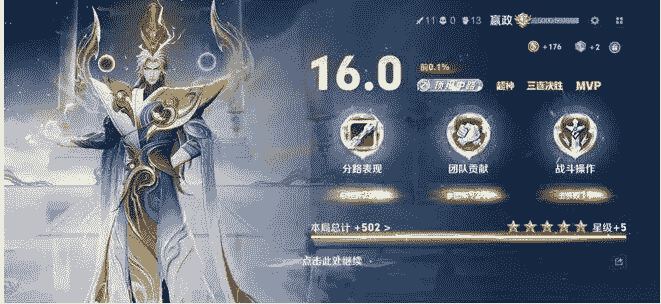 11 0 13 嬴政
+176 +2
16.0
前0.1%
顶级中路 超神 三连决胜 MVP
分路表现 团队贡献 战斗操作
本局总计 +502 > 星级+5
点击此处继续